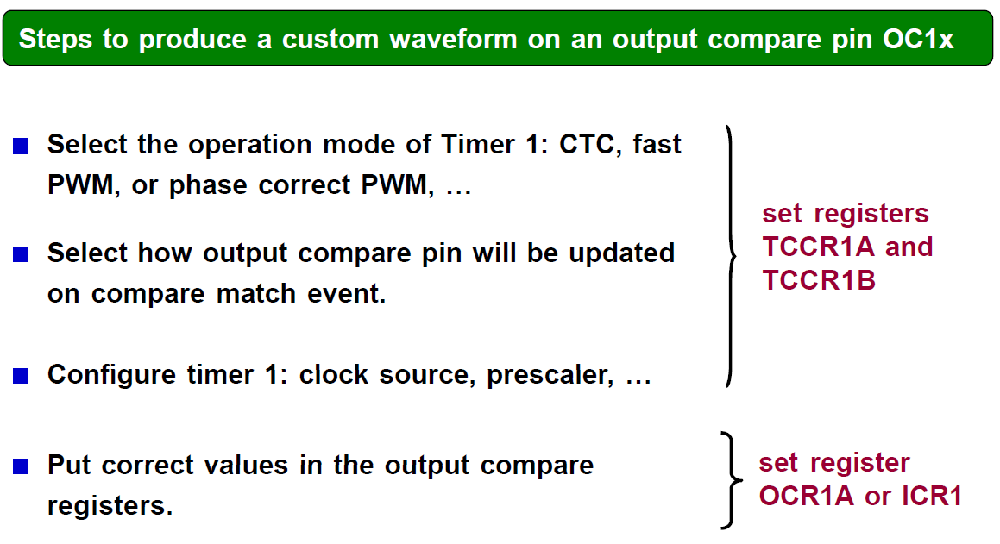 Steps to produce a custom waveform on an output compare pin OC1x
Select the operation mode of Timer 1: CTC, fast
PWM, or phase correct PWM, …
Select how output compare pin will be updated
on compare match event.
Configure timer 1: clock source, prescaler, …
set registers
TCCR1A and
TCCR1B
Put correct values in the output compare
registers.
set register
OCR1A or ICR1